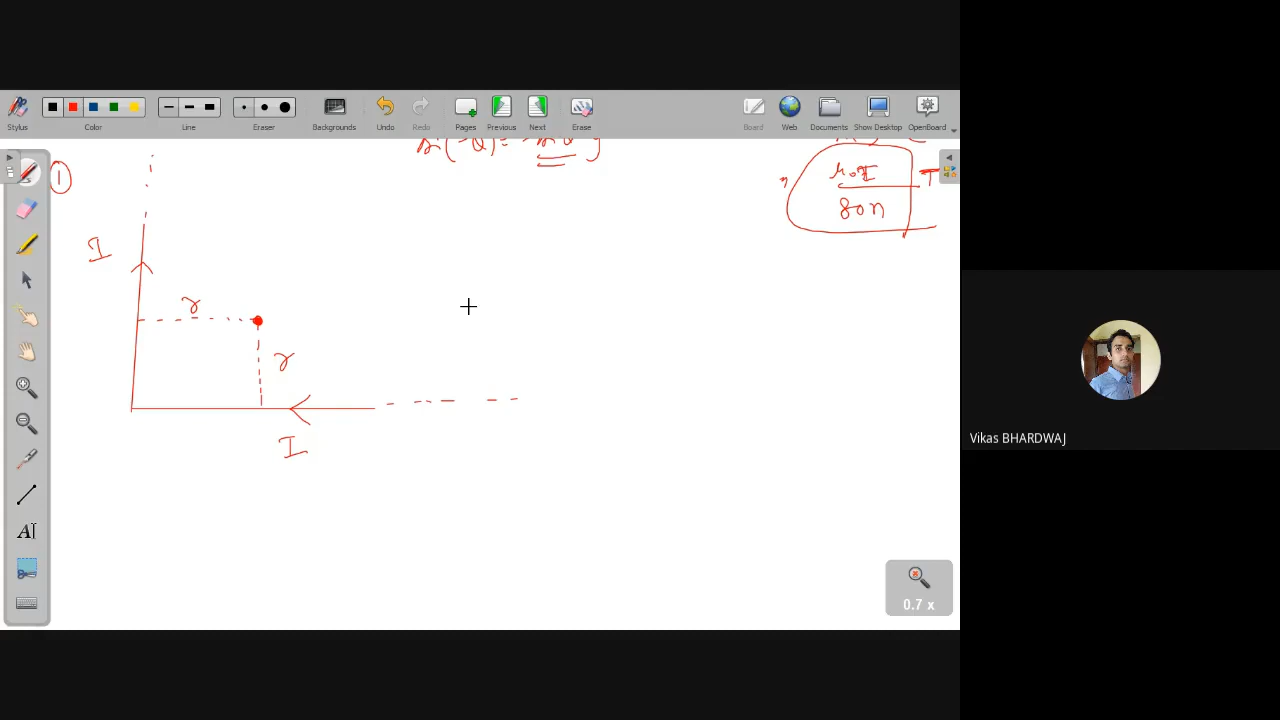 Stylus Color Line Eraser Backgrounds Undo Redo Pages Previous Next Erase Board Web Documents Show Desktop OpenBoard
①
μ₀I T
80π
I
r
r
I
A
0.7 x
Vikas BHARDWAJ